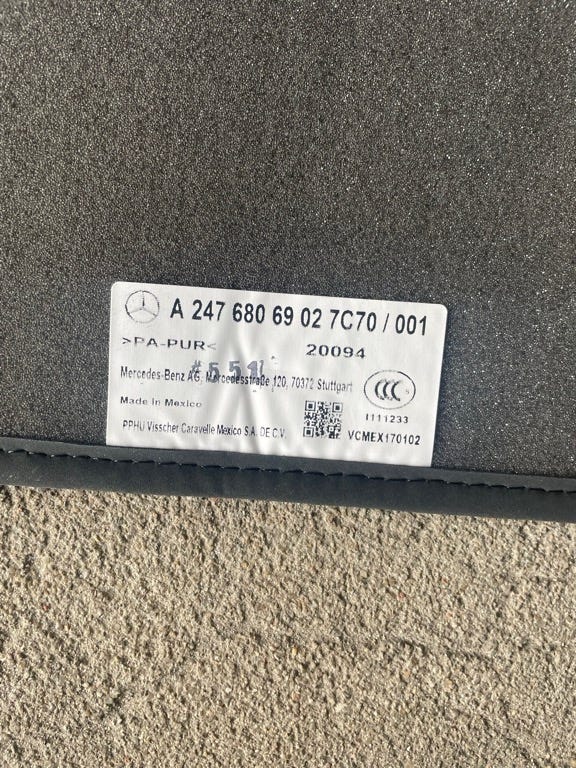 A 247 680 69 02 7C70 / 001
>PA-PUR<
20094
Mercedes-Benz AG, Mercedesstraße 120, 70372 Stuttgart
Made in Mexico
CCC S
I111233
PPHU Visscher Caravelle Mexico S.A. DE C.V.
VCMEX170102